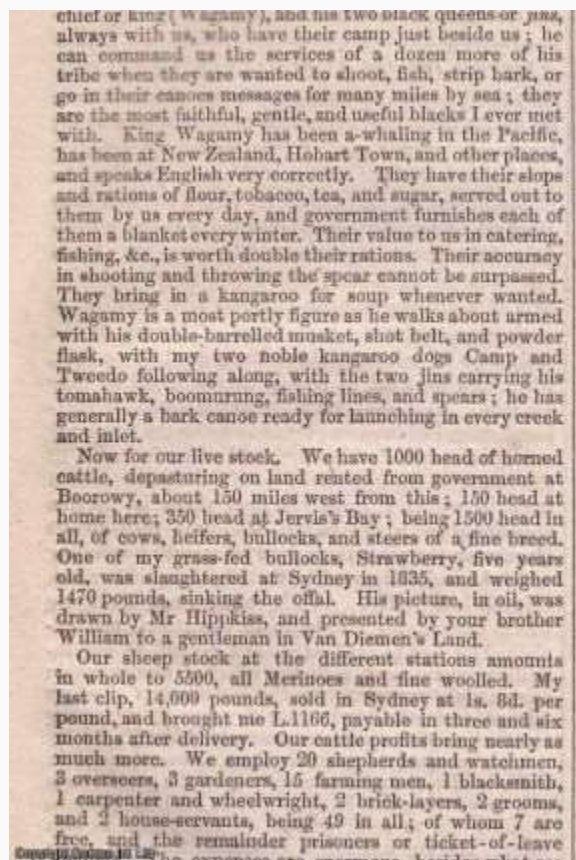 chief or king (Wagamy), and his two black queens or jins,
always with us, who have their camp just beside us; he
can command us the services of a dozen more of his
tribe when they are wanted to shoot, fish, strip bark, or
go in their canoes messages for many miles by sea; they
are the most faithful, gentle, and useful blacks I ever met
with. King Wagamy has been a-whaling in the Pacific,
has been at New Zealand, Hobart Town, and other places,
and speaks English very correctly. They have their slops
and rations of flour, tobacco, tea, and sugar, served out to
them by us every day, and government furnishes each of
them a blanket every winter. Their value to us in catering,
fishing, &c., is worth double their rations. Their accuracy
in shooting and throwing the spear cannot be surpassed.
They bring in a kangaroo for soup whenever wanted.
Wagamy is a most portly figure as he walks about armed
with his double-barrelled musket, shot belt, and powder
flask, with my two noble kangaroo dogs Camp and
Tweedo following along, with the two jins carrying his
tomahawk, boomurung, fishing lines, and spears; he has
generally a bark canoe ready for launching in every creek
and inlet.
Now for our live stock. We have 1000 head of horned
cattle, depasturing on land rented from government at
Boorowy, about 150 miles west from this; 150 head at
home here; 350 head at Jervis's Bay; being 1500 head in
all, of cows, heifers, bullocks, and steers of a fine breed.
One of my grass-fed bullocks, Strawberry, five years
old, was slaughtered at Sydney in 1835, and weighed
1470 pounds, sinking the offal. His picture, in oil, was
drawn by Mr Hippkiss, and presented by your brother
William to a gentleman in Van Diemen's Land.
Our sheep stock at the different stations amounts
in whole to 5500, all Merinoes and fine woolled. My
last clip, 14,000 pounds, sold in Sydney at 1s. 8d. per
pound, and brought me L.1166, payable in three and six
months after delivery. Our cattle profits bring nearly as
much more. We employ 20 shepherds and watchmen,
3 overseers, 3 gardeners, 15 farming men, 1 blacksmith,
1 carpenter and wheelwright, 2 brick-layers, 2 grooms,
and 2 house-servants, being 49 in all; of whom 7 are
free, and the remainder prisoners or ticket-of-leave